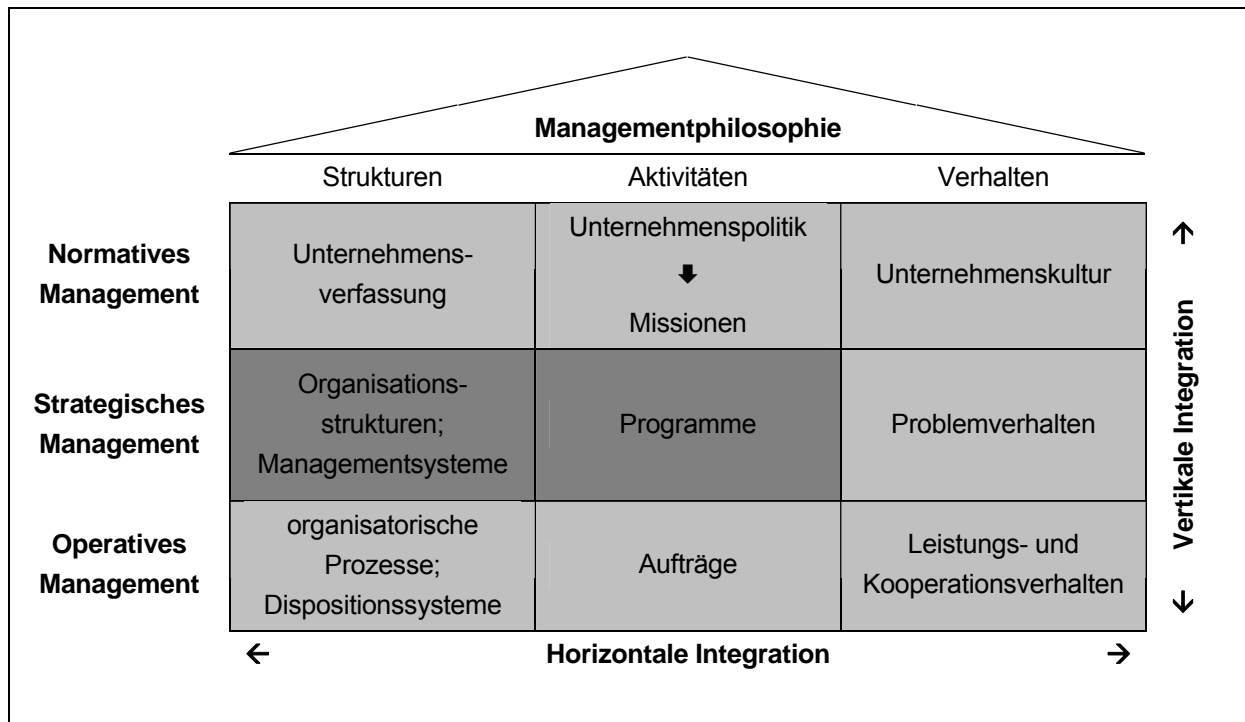 Managementphilosophie
Strukturen
Aktivitäten
Verhalten
Normatives
Management
Unternehmens-
verfassung
Unternehmenspolitik
🡇
Missionen
Unternehmenskultur
Strategisches
Management
Organisations-
strukturen;
Managementsysteme
Programme
Problemverhalten
Operatives
Management
organisatorische
Prozesse;
Dispositionssysteme
Aufträge
Leistungs- und
Kooperationsverhalten
Vertikale Integration
Horizontale Integration